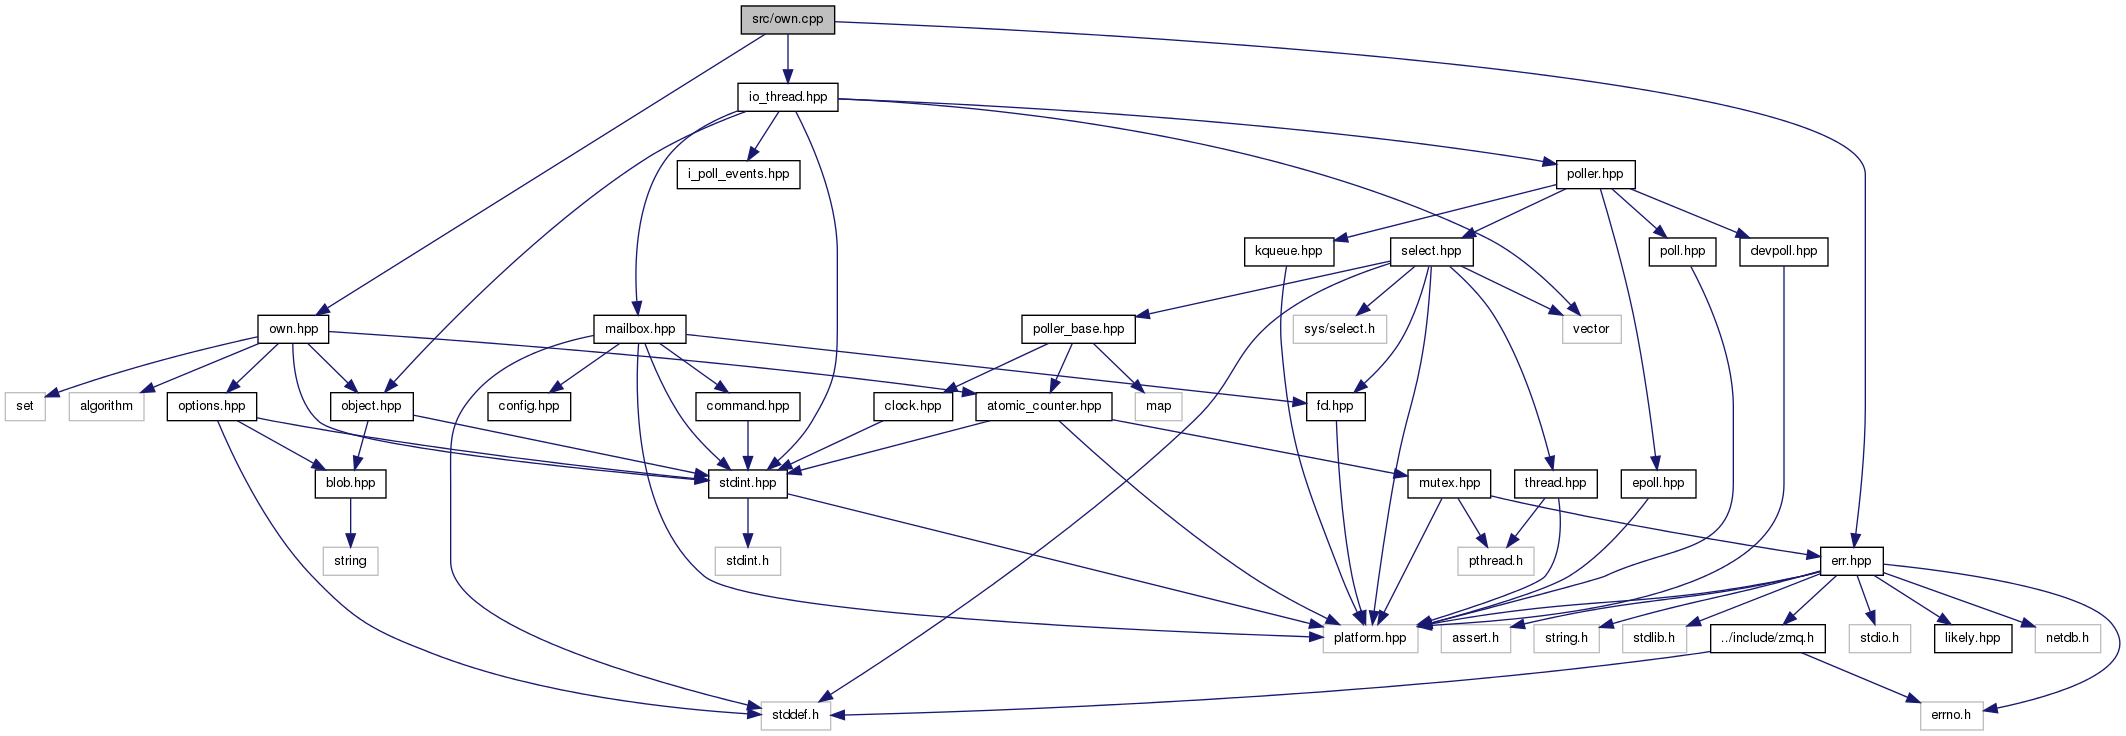 src/own.cpp
io_thread.hpp
i_poll_events.hpp
poller.hpp
kqueue.hpp
select.hpp
poll.hpp
devpoll.hpp
own.hpp
mailbox.hpp
poller_base.hpp
sys/select.h
vector
set
algorithm
options.hpp
object.hpp
config.hpp
command.hpp
clock.hpp
atomic_counter.hpp
map
fd.hpp
blob.hpp
stdint.hpp
mutex.hpp
thread.hpp
epoll.hpp
string
stdint.h
pthread.h
err.hpp
platform.hpp
assert.h
string.h
stdlib.h
../include/zmq.h
stdio.h
likely.hpp
netdb.h
stddef.h
errno.h